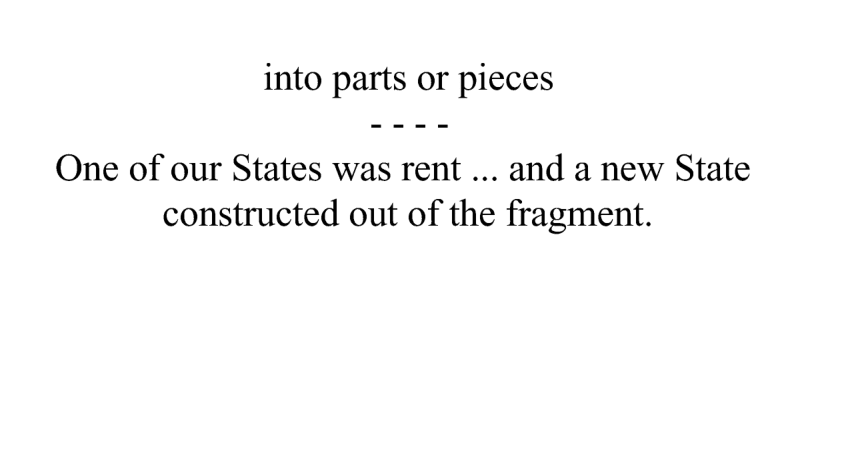 into parts or pieces
- - - -
One of our States was rent ... and a new State
constructed out of the fragment.